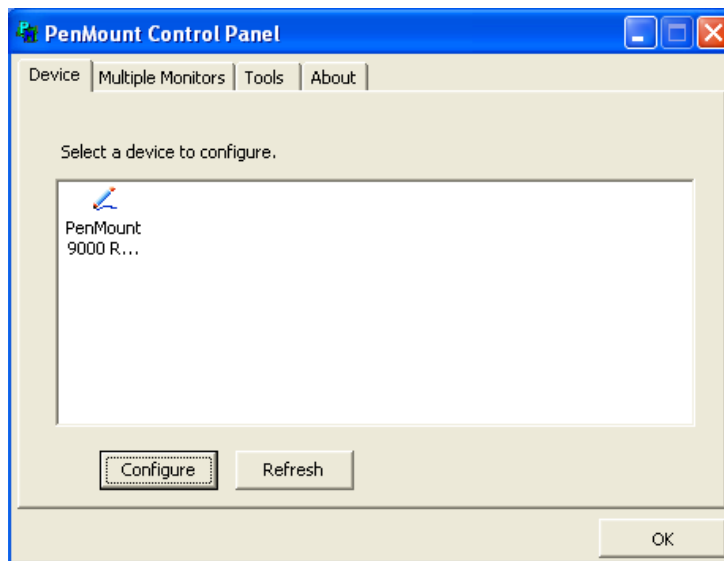 PenMount Control Panel
Device Multiple Monitors Tools About
Select a device to configure.
PenMount
9000 R...
Configure Refresh
OK